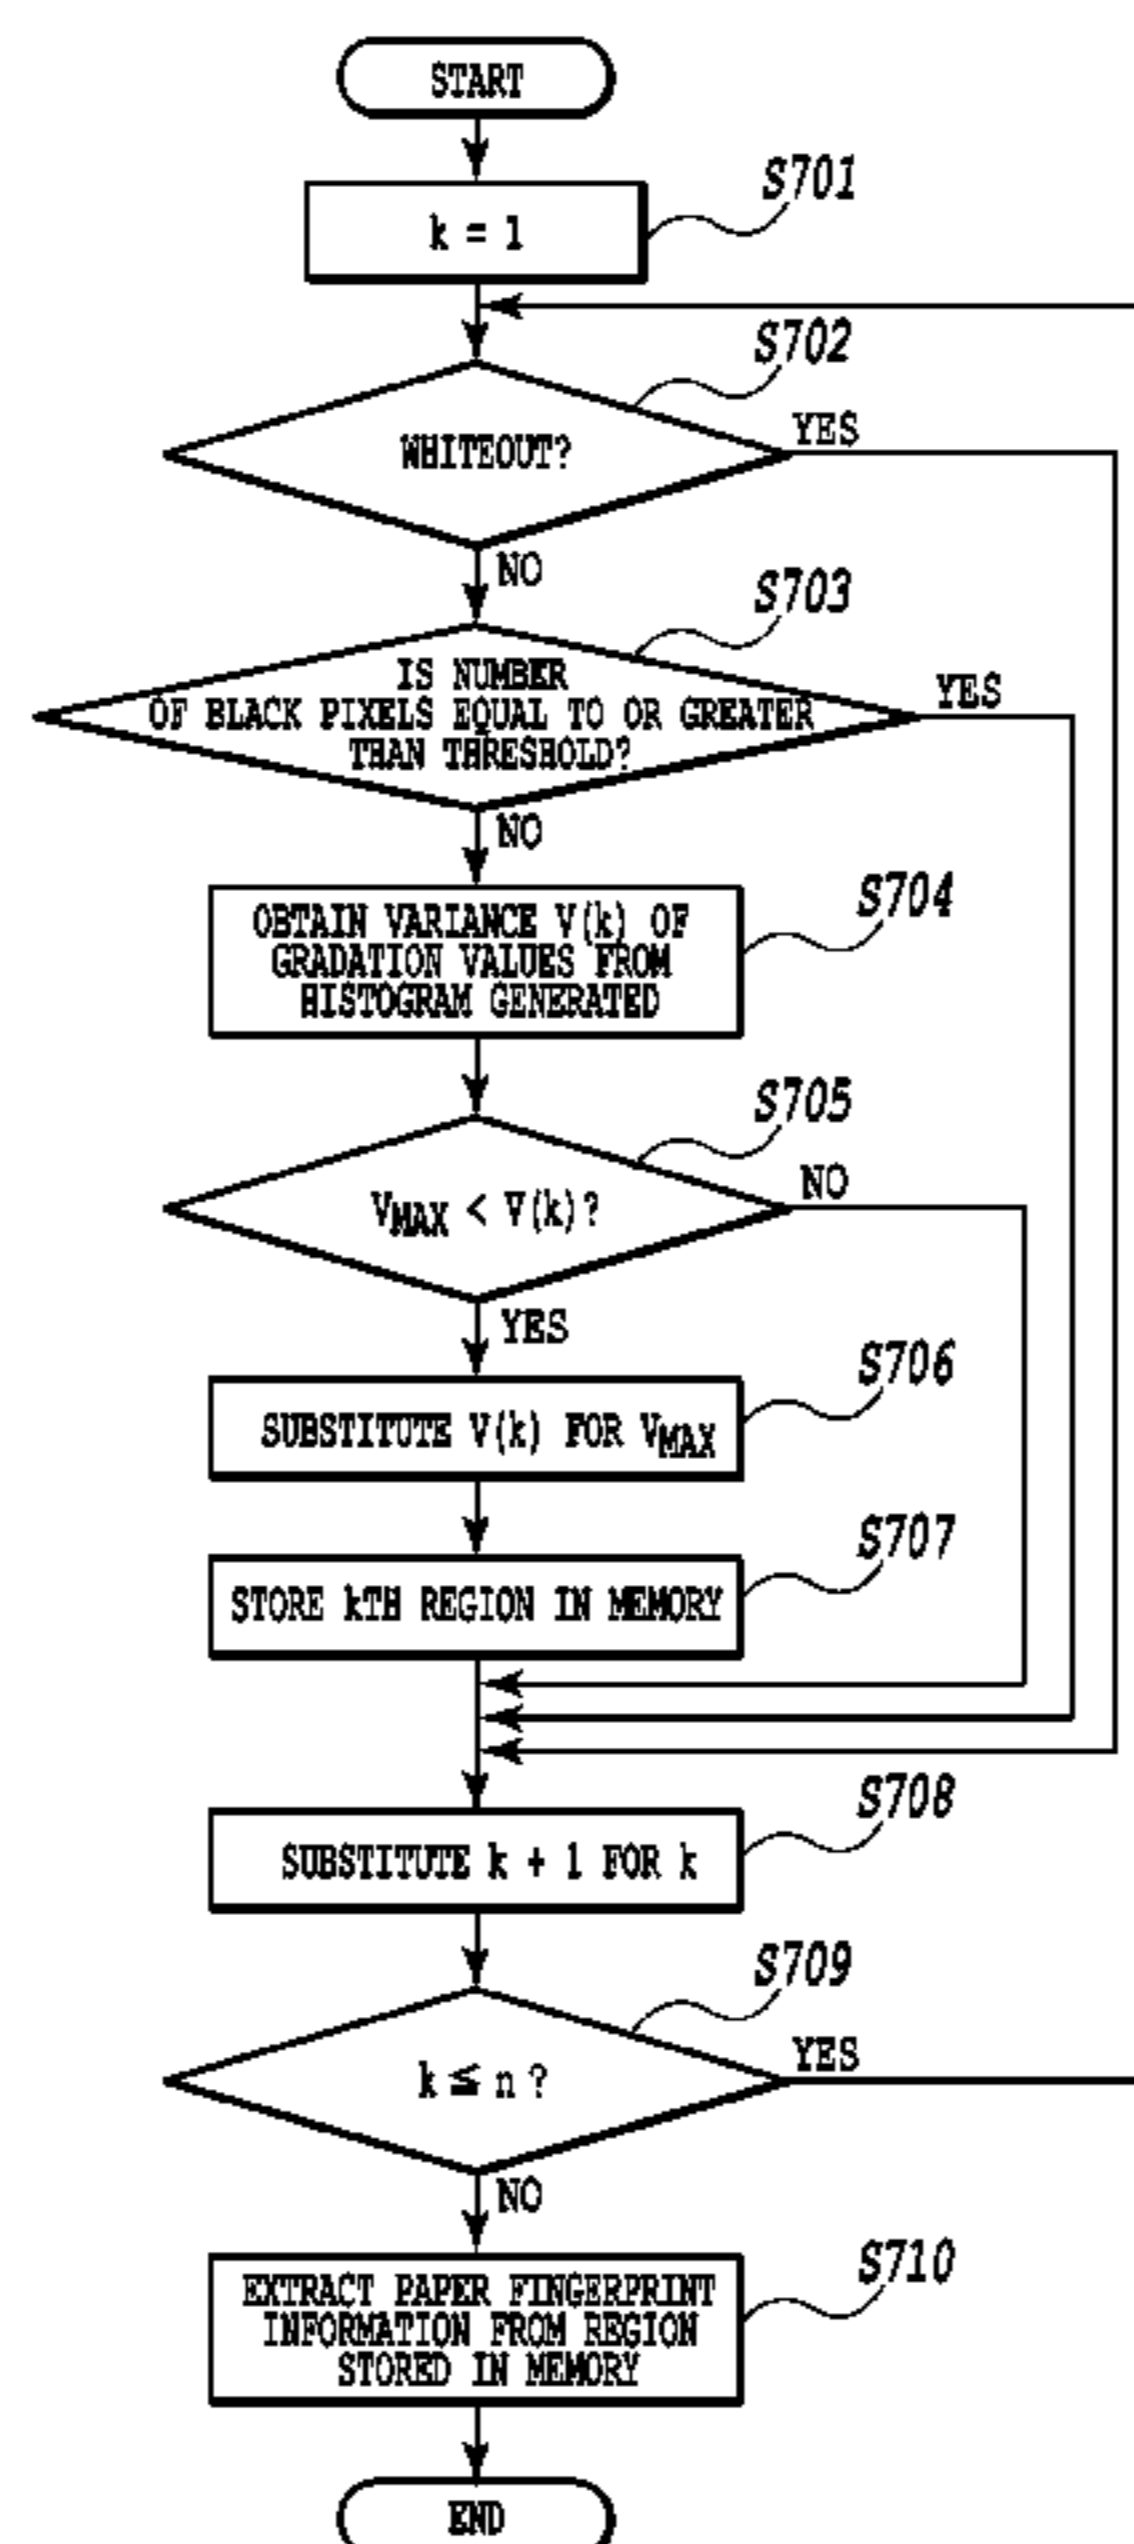 START
S701
k = 1
S702
WHITEOUT?
YES
NO
S703
IS NUMBER
OF BLACK PIXELS EQUAL TO OR GREATER
THAN THRESHOLD?
YES
NO
S704
OBTAIN VARIANCE V(k) OF
GRADATION VALUES FROM
HISTOGRAM GENERATED
S705
VMAX < V(k)?
NO
YES
S706
SUBSTITUTE V(k) FOR VMAX
S707
STORE kTH REGION IN MEMORY
S708
SUBSTITUTE k + 1 FOR k
S709
k ≦ n ?
YES
NO
S710
EXTRACT PAPER FINGERPRINT
INFORMATION FROM REGION
STORED IN MEMORY
END